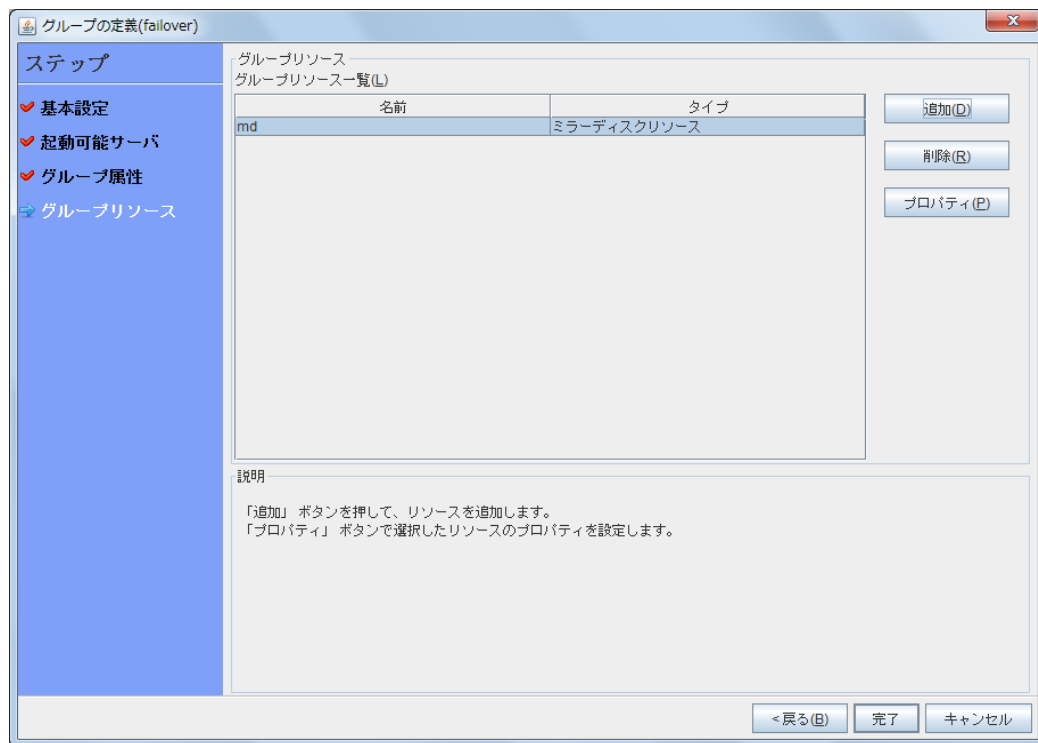 グループの定義(failover)
ステップ
基本設定
起動可能サーバ
グループ属性
グループリソース
グループリソース
グループリソース一覧(L)
名前 タイプ
md ミラーディスクリソース
追加(D)
削除(R)
プロパティ(P)
説明
「追加」 ボタンを押して、リソースを追加します。
「プロパティ」 ボタンで選択したリソースのプロパティを設定します。
<戻る(B) 完了 キャンセル